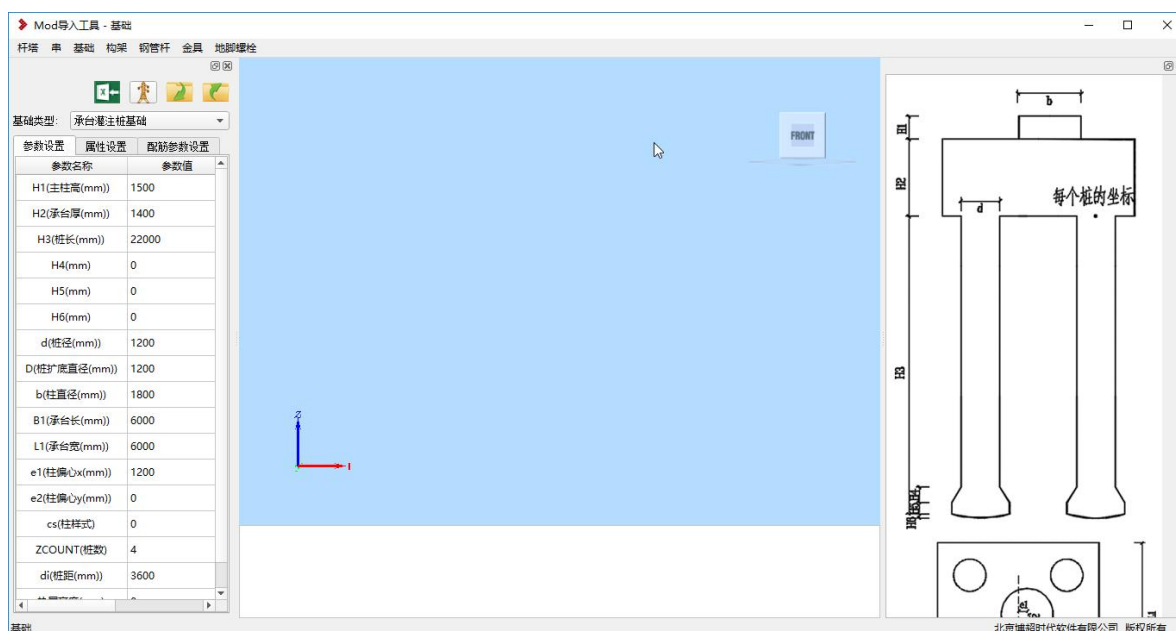 Mod导入工具 - 基础
杆塔 串 基础 构架 钢管杆 金具 地脚螺栓
基础类型: 承台灌注桩基础
参数设置 属性设置 配筋参数设置
参数名称 参数值
H1(主柱高(mm)) 1500
H2(承台厚(mm)) 1400
H3(桩长(mm)) 22000
H4(mm) 0
H5(mm) 0
H6(mm) 0
d(桩径(mm)) 1200
D(桩扩底直径(mm)) 1200
b(柱直径(mm)) 1800
B1(承台长(mm)) 6000
L1(承台宽(mm)) 6000
e1(柱偏心x(mm)) 1200
e2(柱偏心y(mm)) 0
cs(柱样式) 0
ZCOUNT(桩数) 4
di(桩距(mm)) 3600
FRONT
Z
b
H1
H2
每个桩的坐标
d
H3
e1
基础
北京博超时代软件有限公司 版权所有